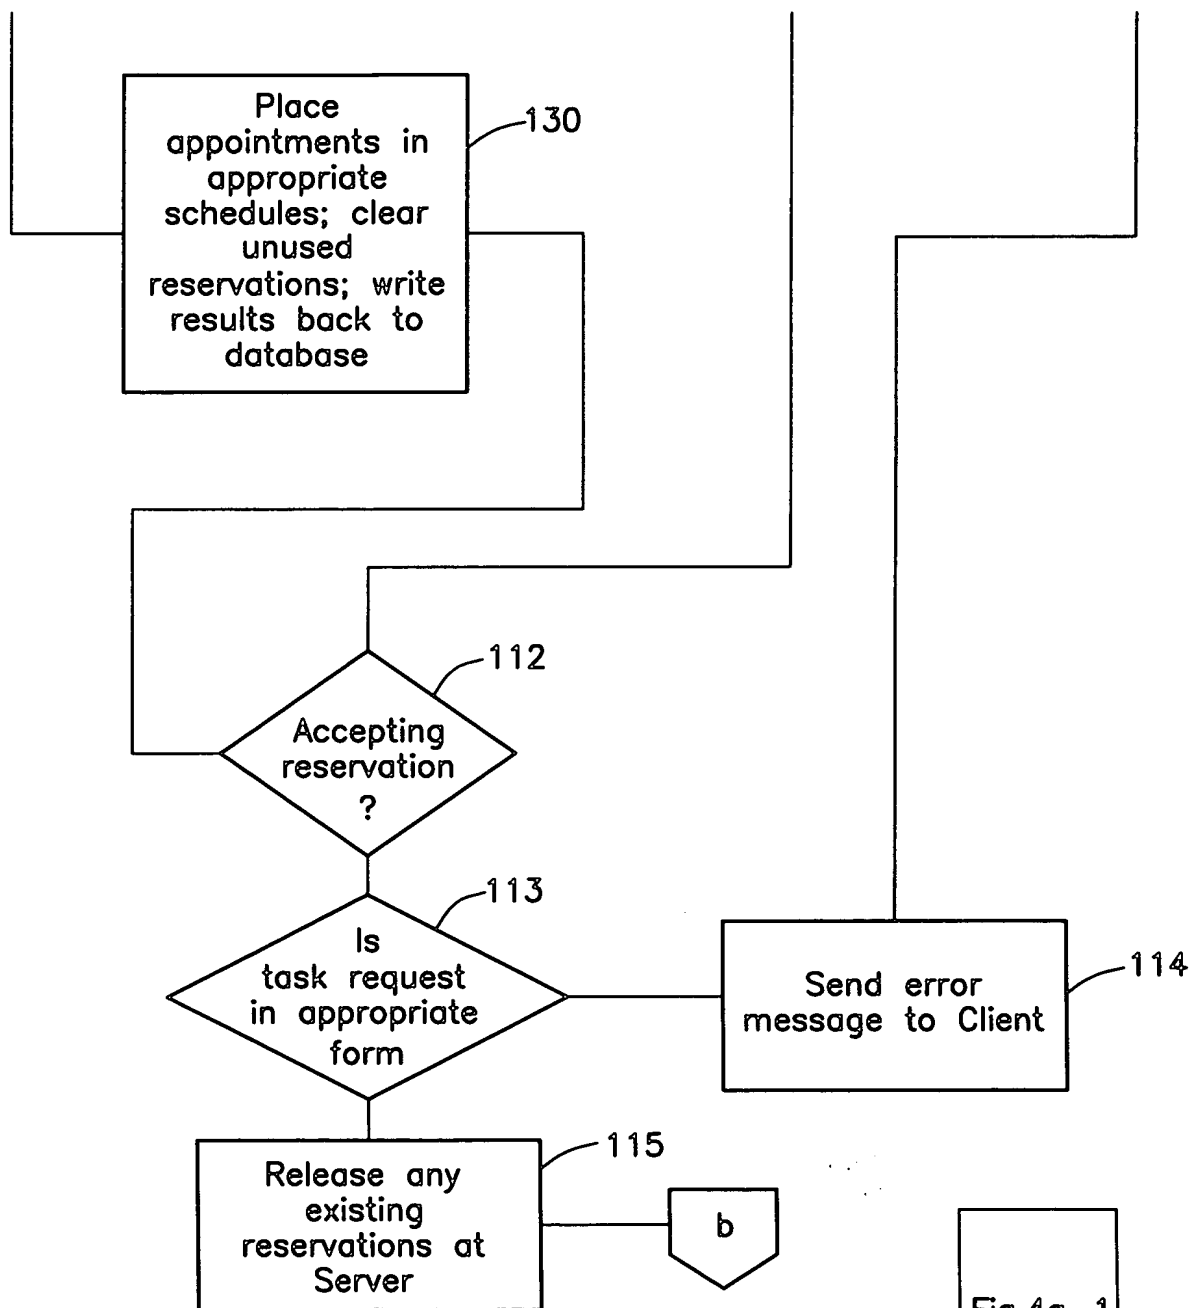 Place
appointments in
appropriate
schedules; clear
unused
reservations; write
results back to
database
130
112
Accepting
reservation
?
113
Is
task request
in appropriate
form
Send error
message to Client
114
115
Release any
existing
reservations at
Server
b